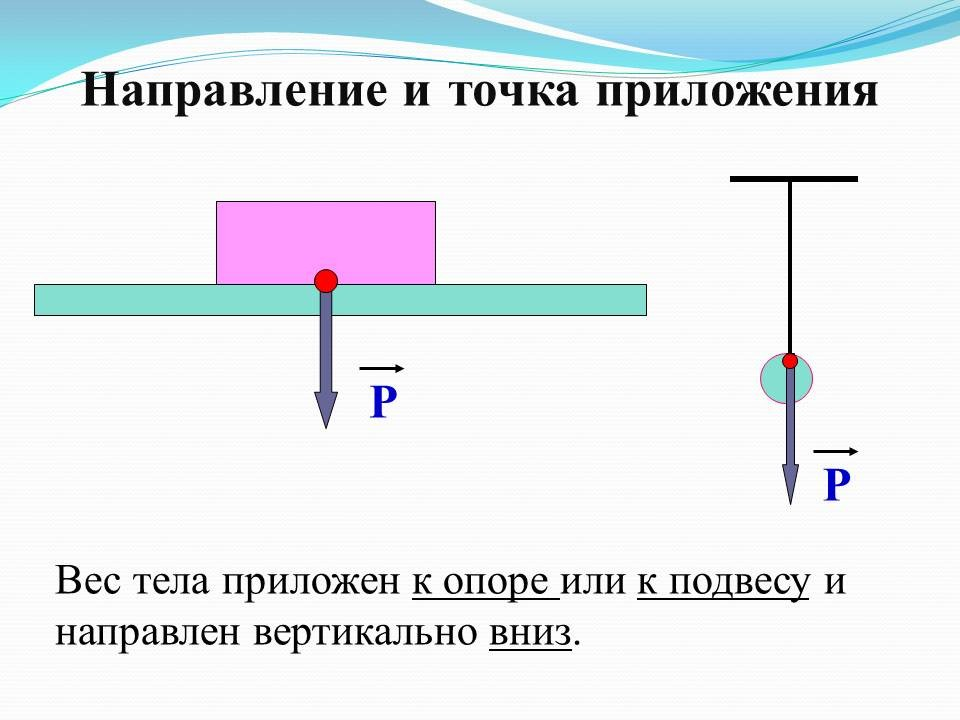 Направление и точка приложения
P
P
Вес тела приложен к опоре или к подвесу и
направлен вертикально вниз.